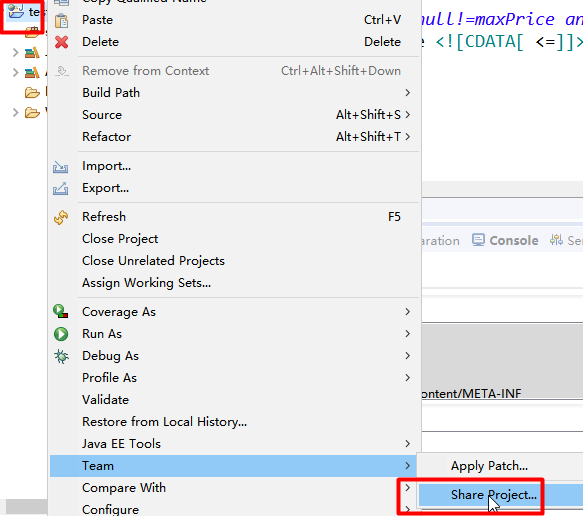 Copy Qualified Name
tes
Paste Ctrl+V
null!=maxPrice an
Delete Delete
e <![CDATA[ <=]]>
Remove from Context Ctrl+Alt+Shift+Down
Build Path
Source Alt+Shift+S
Refactor Alt+Shift+T
Import...
Export...
Refresh F5
Close Project
aration Console Se
Close Unrelated Projects
Assign Working Sets...
Coverage As
Run As
Debug As
Profile As
ontent/META-INF
Validate
Restore from Local History...
Java EE Tools
Team
Apply Patch...
Compare With
Share Project...
Configure